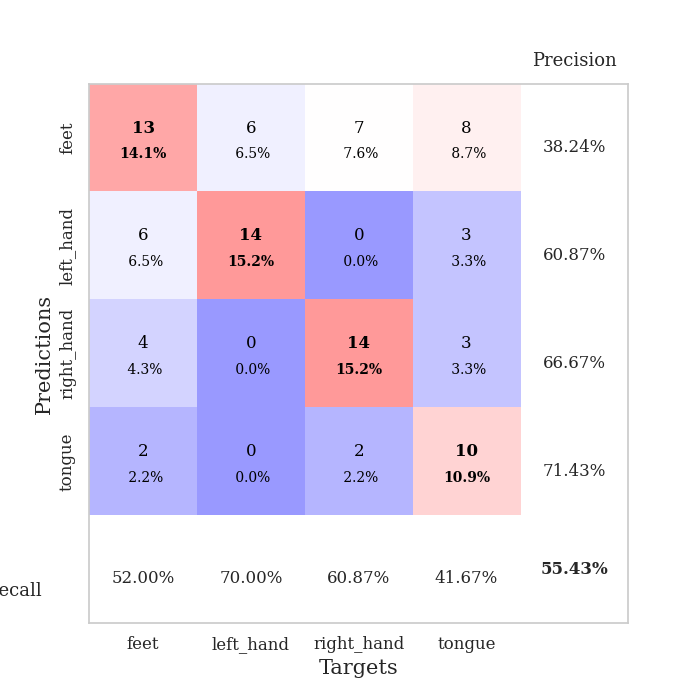 Precision
feet
13 6 7 8
14.1% 6.5% 7.6% 8.7%
38.24%
left_hand
6 14 0 3
6.5% 15.2% 0.0% 3.3%
60.87%
Predictions
right_hand
4 0 14 3
4.3% 0.0% 15.2% 3.3%
66.67%
tongue
2 0 2 10
2.2% 0.0% 2.2% 10.9%
71.43%
ecall
52.00% 70.00% 60.87% 41.67% 55.43%
feet left_hand right_hand tongue
Targets